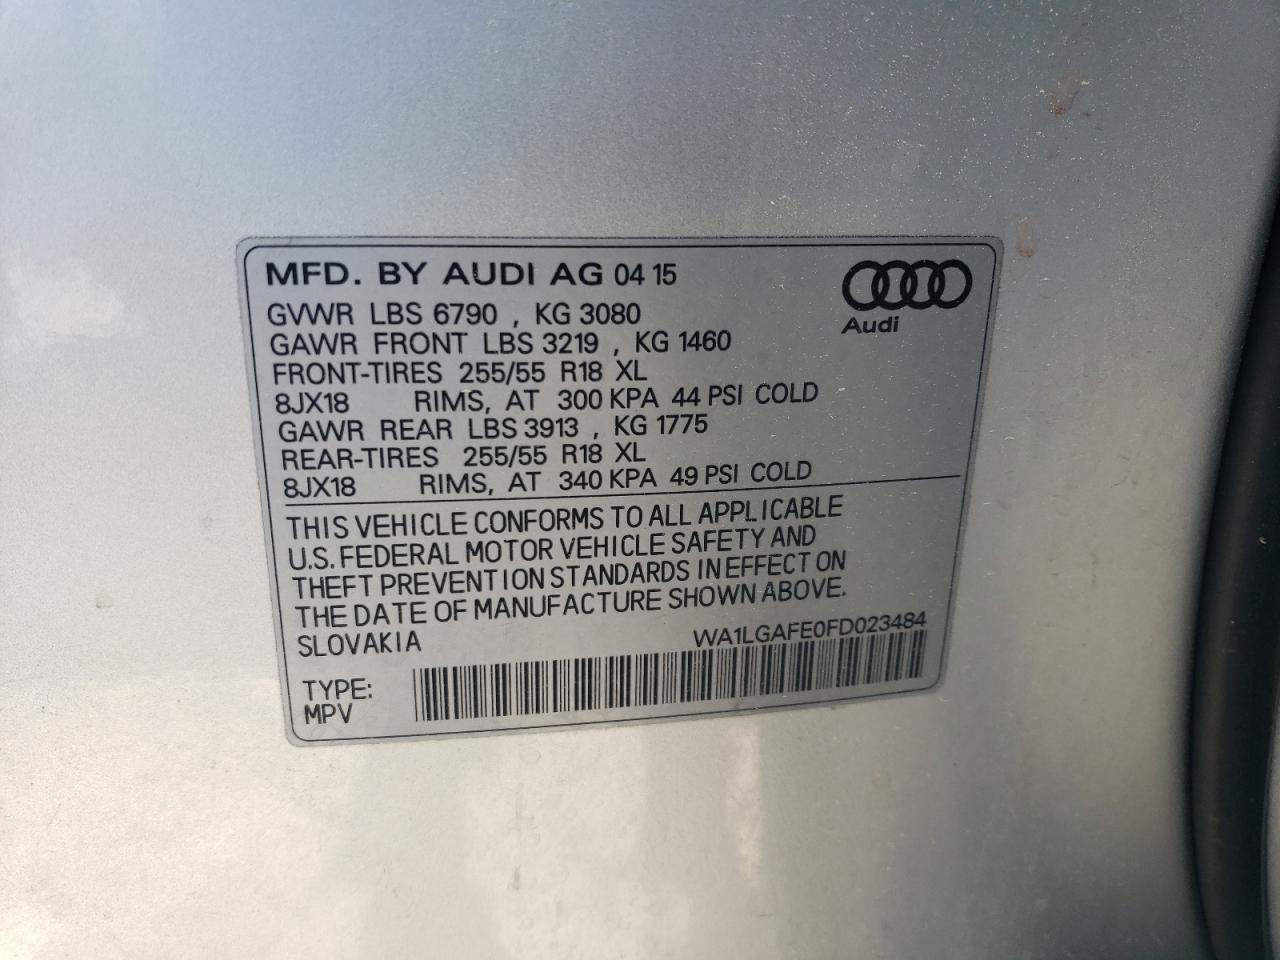 MFD. BY AUDI AG 04 15
Audi
GVWR LBS 6790 , KG 3080
GAWR FRONT LBS 3219 , KG 1460
FRONT-TIRES 255/55 R18 XL
8JX18 RIMS, AT 300 KPA 44 PSI COLD
GAWR REAR LBS 3913 , KG 1775
REAR-TIRES 255/55 R18 XL
8JX18 RIMS, AT 340 KPA 49 PSI COLD
THIS VEHICLE CONFORMS TO ALL APPLICABLE
U.S. FEDERAL MOTOR VEHICLE SAFETY AND
THEFT PREVENTION STANDARDS IN EFFECT ON
THE DATE OF MANUFACTURE SHOWN ABOVE.
SLOVAKIA WA1LGAFE0FD023484
TYPE:
MPV